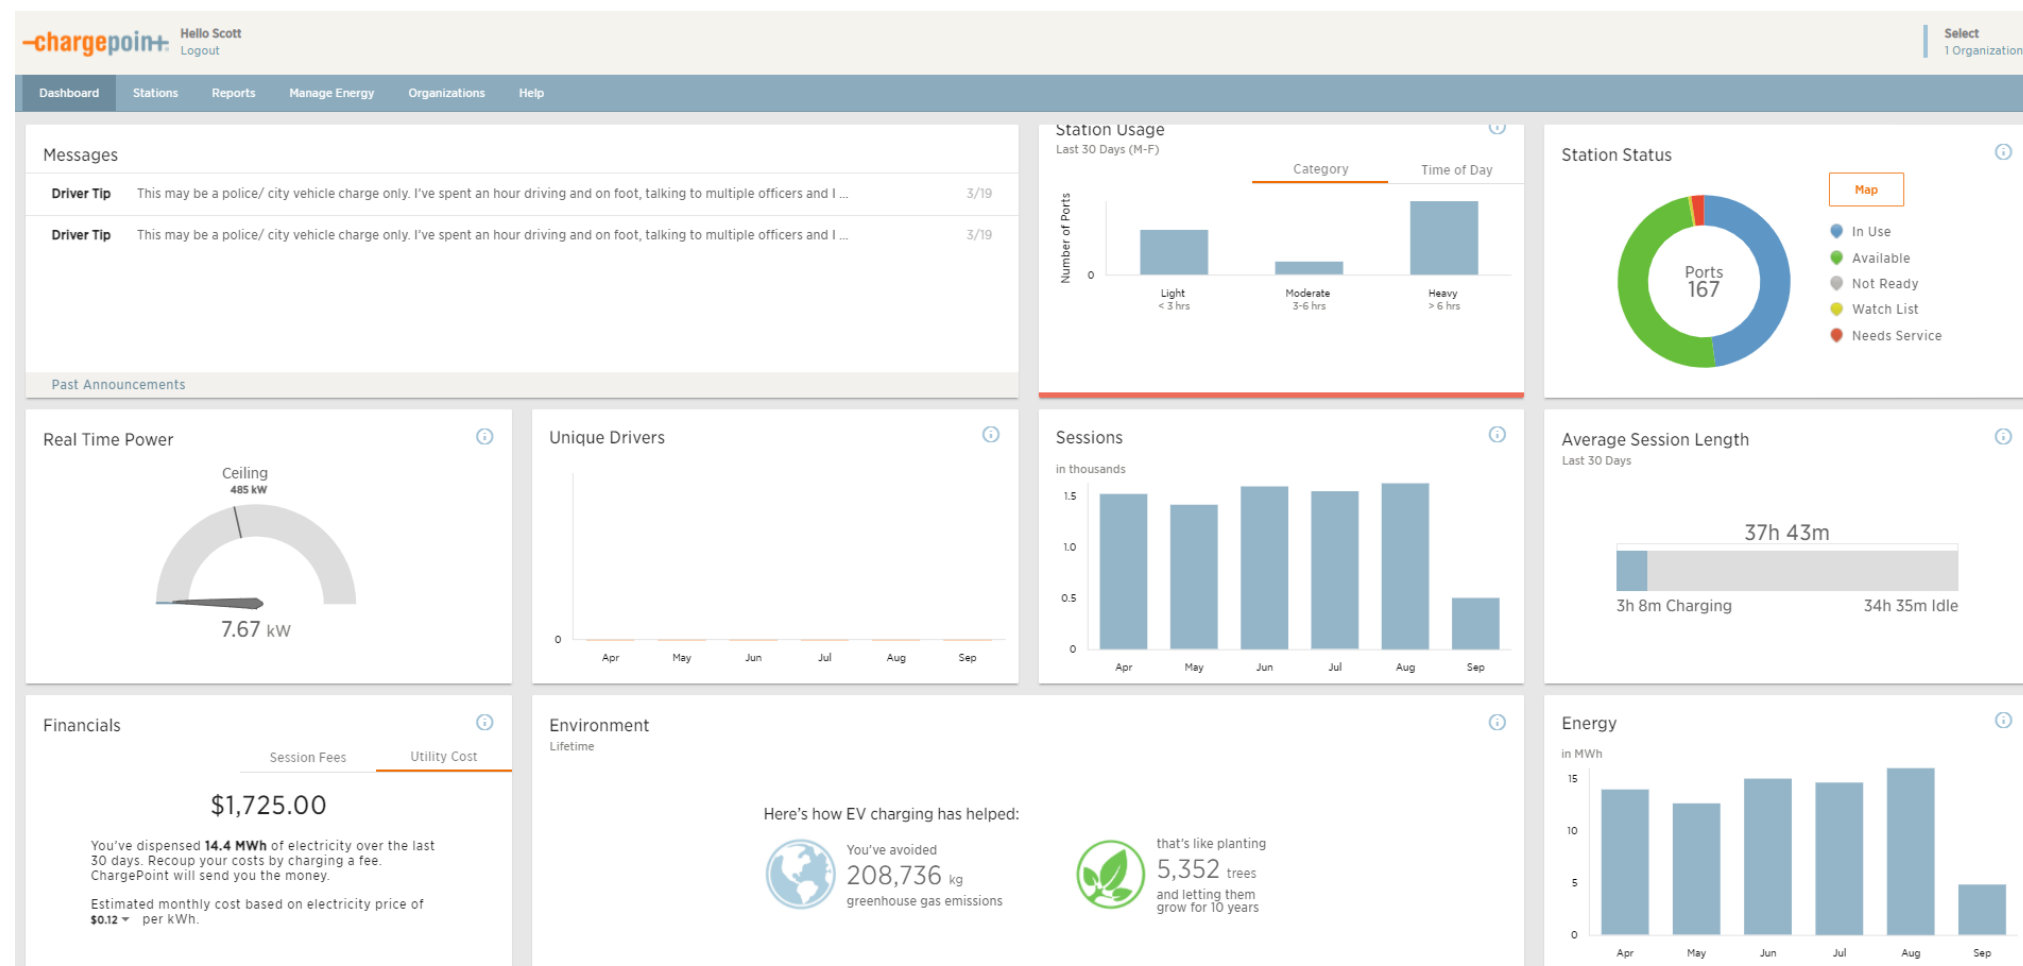 chargepoint
Hello Scott
Logout
Select
1 Organization
Dashboard Stations Reports Manage Energy Organizations Help
Messages
Driver Tip This may be a police/ city vehicle charge only. I've spent an hour driving and on foot, talking to multiple officers and I ... 3/19
Driver Tip This may be a police/ city vehicle charge only. I've spent an hour driving and on foot, talking to multiple officers and I ... 3/19
Past Announcements
Station Usage
Last 30 Days (M-F)
Category Time of Day
Number of Ports
0
Light Moderate Heavy
< 3 hrs 3-6 hrs > 6 hrs
Station Status
Map
Ports
167
In Use
Available
Not Ready
Watch List
Needs Service
Real Time Power
Ceiling
485 kW
7.67 kW
Unique Drivers
0
Apr May Jun Jul Aug Sep
Sessions
in thousands
1.5
1.0
0.5
0
Apr May Jun Jul Aug Sep
Average Session Length
Last 30 Days
37h 43m
3h 8m Charging 34h 35m Idle
Financials
Session Fees Utility Cost
$1,725.00
You've dispensed 14.4 MWh of electricity over the last
30 days. Recoup your costs by charging a fee.
ChargePoint will send you the money.
Estimated monthly cost based on electricity price of
$0.12 per kWh.
Environment
Lifetime
Here's how EV charging has helped:
You've avoided
208,736 kg
greenhouse gas emissions
that's like planting
5,352 trees
and letting them
grow for 10 years
Energy
in MWh
15
10
5
0
Apr May Jun Jul Aug Sep